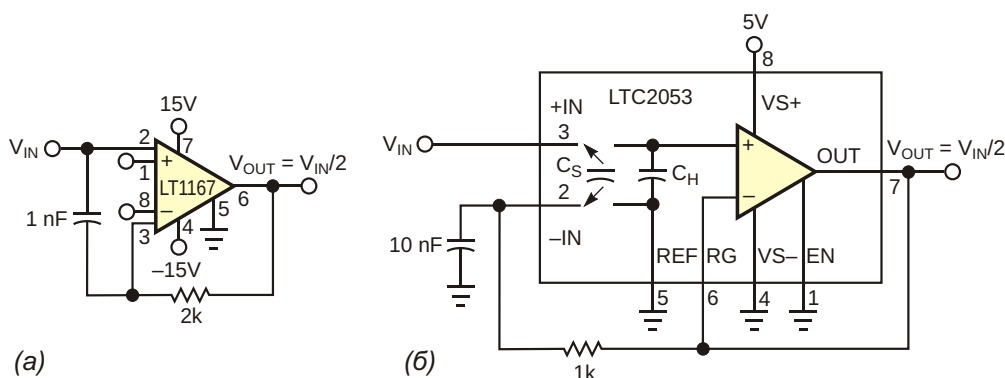 15V
V_IN
2
7
+
1
LT1167
V_OUT = V_IN/2
6
8
–
5
3
4
1 nF
–15V
2k
(а)
5V
8
LTC2053
VS+
+IN
3
V_IN
C_S
2
–IN
C_H
+
–
OUT
V_OUT = V_IN/2
7
10 nF
REF
RG
VS–
EN
5
6
4
1
1k
(б)